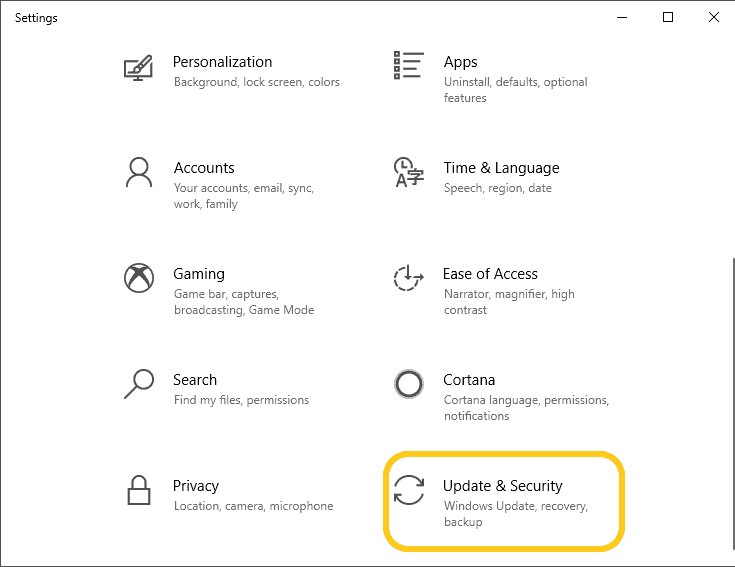 Settings
Personalization
Background, lock screen, colors
Apps
Uninstall, defaults, optional
features
Accounts
Your accounts, email, sync,
work, family
Time & Language
Speech, region, date
Gaming
Game bar, captures,
broadcasting, Game Mode
Ease of Access
Narrator, magnifier, high
contrast
Search
Find my files, permissions
Cortana
Cortana language, permissions,
notifications
Privacy
Location, camera, microphone
Update & Security
Windows Update, recovery,
backup